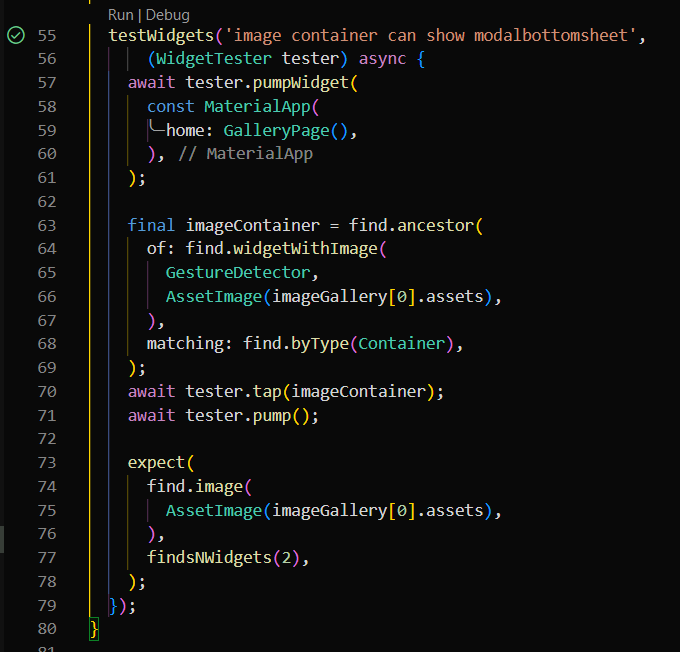 Run | Debug
55 testWidgets('image container can show modalbottomsheet',
56 (WidgetTester tester) async {
57 await tester.pumpWidget(
58 const MaterialApp(
59 home: GalleryPage(),
60 ), // MaterialApp
61 );
62
63 final imageContainer = find.ancestor(
64 of: find.widgetWithImage(
65 GestureDetector,
66 AssetImage(imageGallery[0].assets),
67 ),
68 matching: find.byType(Container),
69 );
70 await tester.tap(imageContainer);
71 await tester.pump();
72
73 expect(
74 find.image(
75 AssetImage(imageGallery[0].assets),
76 ),
77 findsNWidgets(2),
78 );
79 });
80 }
81